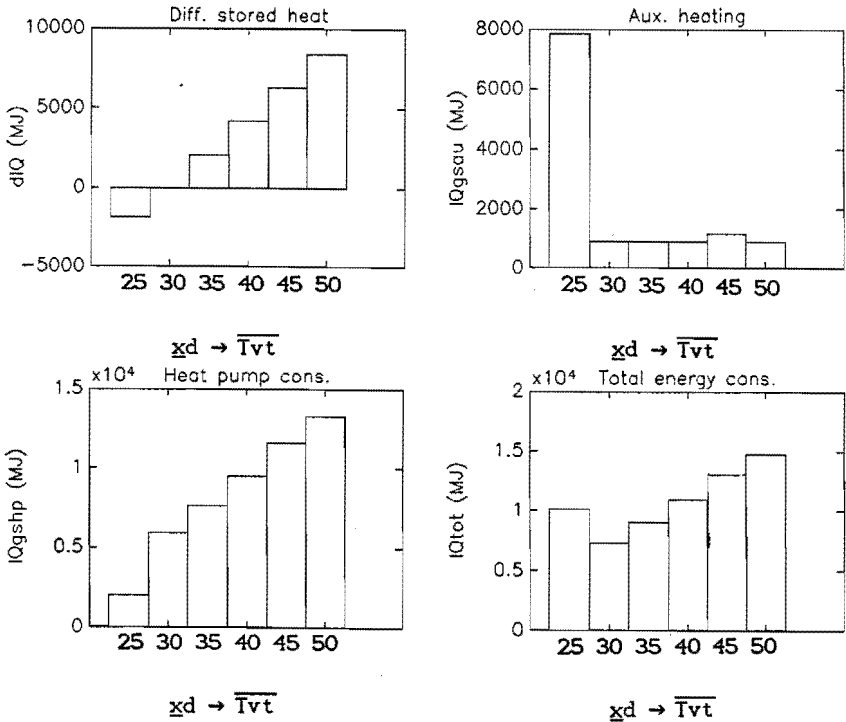 Diff. stored heat
10000
5000
0
−5000
dIQ (MJ)
25 30 35 40 45 50
xd → Tvt
Aux. heating
8000
6000
4000
2000
0
IQgsau (MJ)
25 30 35 40 45 50
xd → Tvt
x10⁴ Heat pump cons.
1.5
1
0.5
0
IQgshp (MJ)
25 30 35 40 45 50
xd → Tvt
x10⁴ Total energy cons.
2
1.5
1
0.5
0
IQtot (MJ)
25 30 35 40 45 50
xd → Tvt